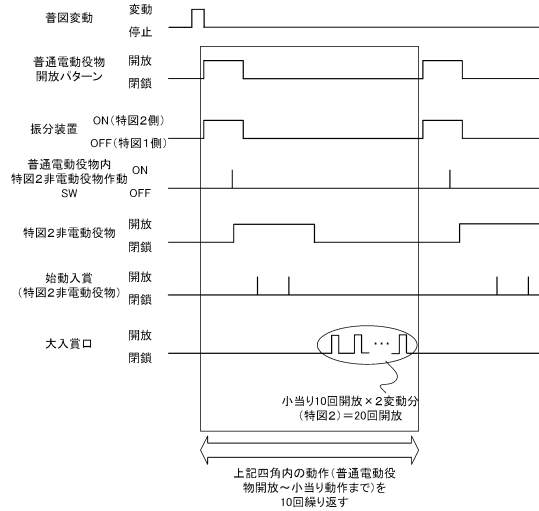 普図変動
変動
停止
普通電動役物
開放パターン
開放
閉鎖
振分装置
ON(特図2側)
OFF(特図1側)
普通電動役物内
特図2非電動役物作動
SW
ON
OFF
特図2非電動役物
開放
閉鎖
始動入賞
(特図2非電動役物)
開放
閉鎖
大入賞口
開放
閉鎖
…
小当り10回開放×2変動分
(特図2)=20回開放
上記四角内の動作(普通電動役
物開放~小当り動作まで)を
10回繰り返す